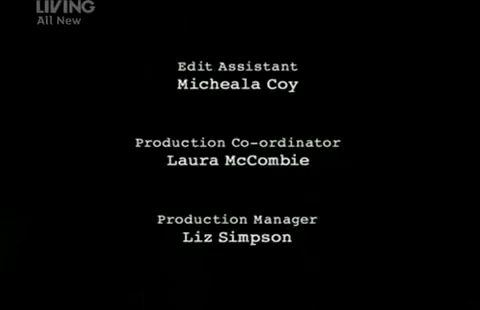 LIVING
All New
Edit Assistant
Micheala Coy
Production Co-ordinator
Laura McCombie
Production Manager
Liz Simpson